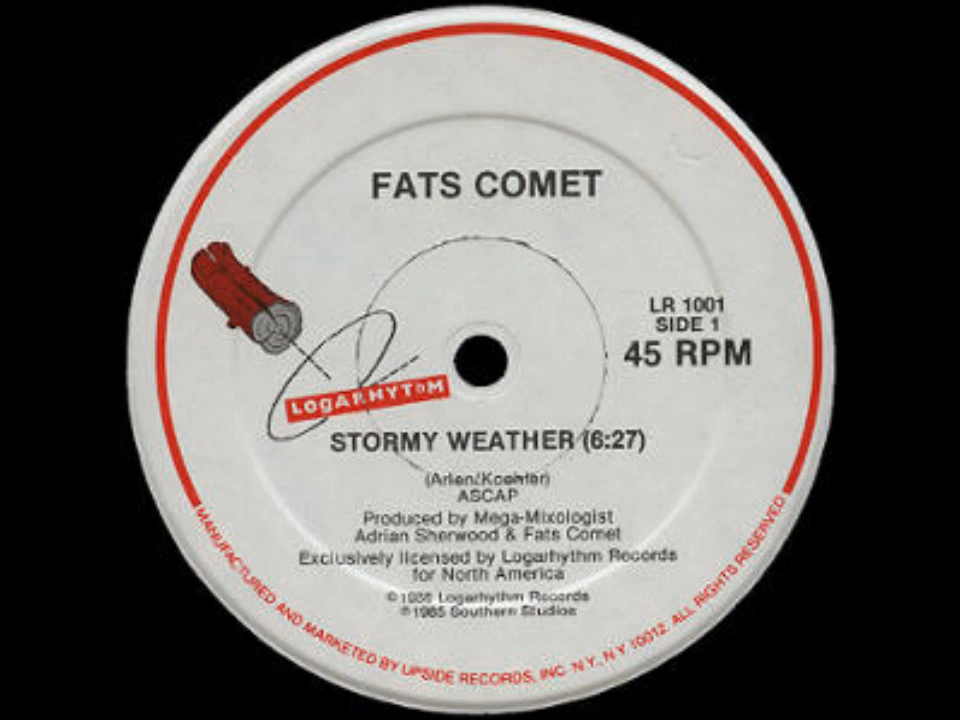 FATS COMET
LR 1001
SIDE 1
45 RPM
LOGARHYTHM
STORMY WEATHER (6:27)
(Arlen/Koehler)
ASCAP
Produced by Mega-Mixologist
Adrian Sherwood & Fats Comet
Exclusively licensed by Logarhythm Records
for North America
Logarhythm Records
℗ 1985 Southern Studios
MANUFACTURED AND MARKETED BY UPSIDE RECORDS, INC. N.Y., N.Y. 10012. ALL RIGHTS RESERVED